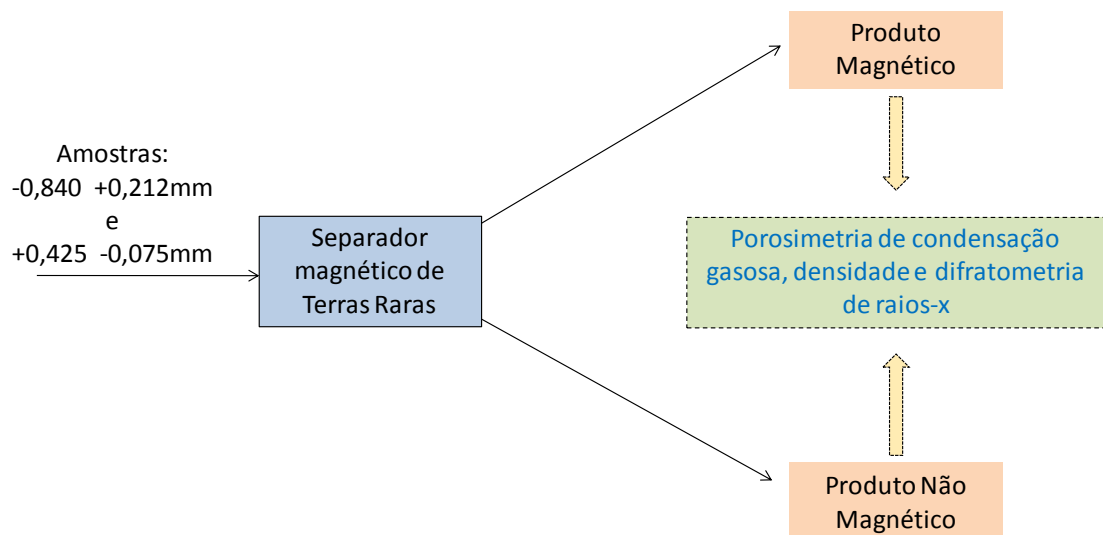 Amostras:
-0,840 +0,212mm
e
+0,425 -0,075mm
Separador
magnético de
Terras Raras
Produto
Magnético
Porosimetria de condensação
gasosa, densidade e difratometria
de raios-x
Produto Não
Magnético